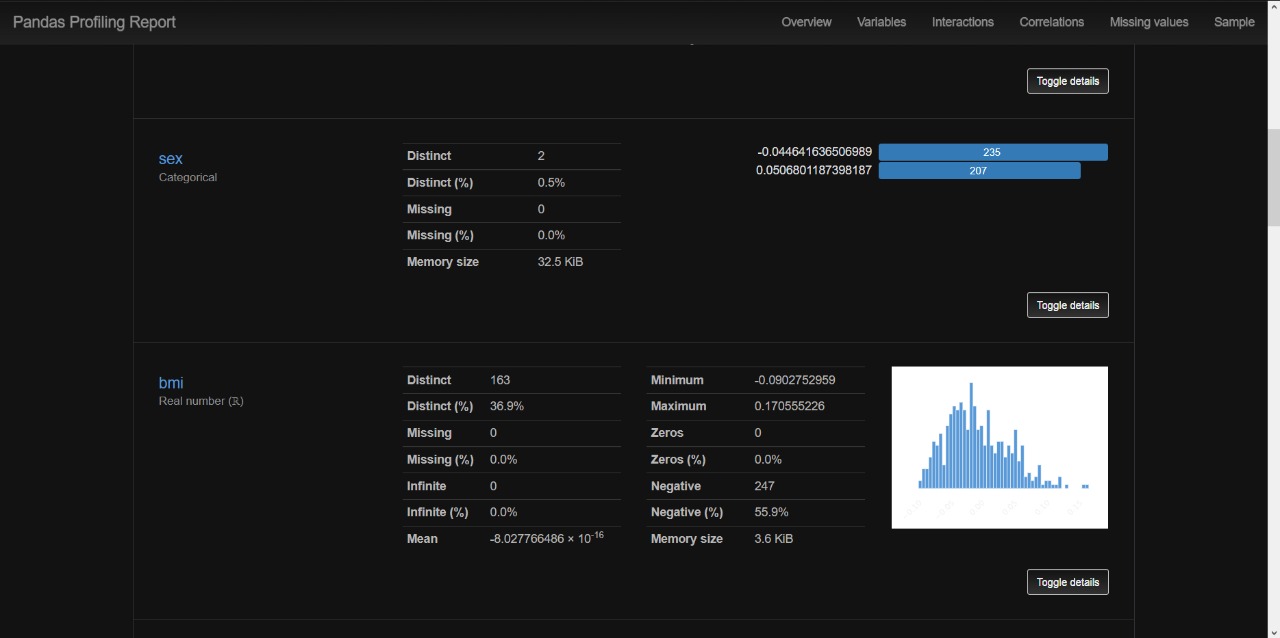 Pandas Profiling Report Overview Variables Interactions Correlations Missing values Sample
Toggle details
sex
Categorical
Distinct 2
Distinct (%) 0.5%
Missing 0
Missing (%) 0.0%
Memory size 32.5 KiB
-0.044641636506989 235
0.0506801187398187 207
Toggle details
bmi
Real number (ℝ)
Distinct 163
Distinct (%) 36.9%
Missing 0
Missing (%) 0.0%
Infinite 0
Infinite (%) 0.0%
Mean -8.027766486 × 10⁻¹⁶
Minimum -0.0902752959
Maximum 0.170555226
Zeros 0
Zeros (%) 0.0%
Negative 247
Negative (%) 55.9%
Memory size 3.6 KiB
Toggle details